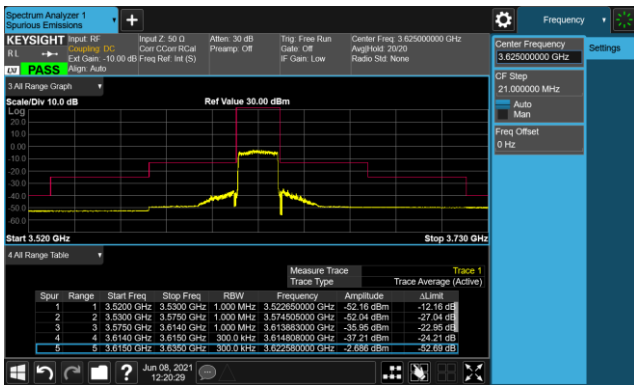 Spectrum Analyzer 1
Spurious Emissions
Frequency
KEYSIGHT
Input: RF
Input Z: 50 Ω
Atten: 30 dB
Trig: Free Run
Center Freq: 3.625000000 GHz
RL
Coupling: DC
Corr CCorr RCal
Preamp: Off
Gate: Off
Avg|Hold: 20/20
Ext Gain: -10.00 dB
Freq Ref: Int (S)
IF Gain: Low
Radio Std: None
LXI
PASS
Align: Auto
Center Frequency
3.625000000 GHz
Settings
CF Step
21.000000 MHz
Auto
Man
Freq Offset
0 Hz
3 All Range Graph
Scale/Div 10.0 dB
Ref Value 30.00 dBm
Log
20.0
10.0
0.00
-10.0
-20.0
-30.0
-40.0
-50.0
-60.0
Start 3.520 GHz
Stop 3.730 GHz
4 All Range Table
Measure Trace Trace 1
Trace Type Trace Average (Active)
Spur Range Start Freq Stop Freq RBW Frequency Amplitude ΔLimit
1 1 3.5200 GHz 3.5300 GHz 1.000 MHz 3.522650000 GHz -52.16 dBm -12.16 dB
2 2 3.5300 GHz 3.5750 GHz 1.000 MHz 3.574505000 GHz -52.04 dBm -27.04 dB
3 3 3.5750 GHz 3.6140 GHz 1.000 MHz 3.613883000 GHz -35.95 dBm -22.95 dB
4 4 3.6140 GHz 3.6150 GHz 300.0 kHz 3.614808000 GHz -37.21 dBm -24.21 dB
5 5 3.6150 GHz 3.6350 GHz 300.0 kHz 3.622580000 GHz -2.686 dBm -52.69 dB
Jun 08, 2021
12:20:29